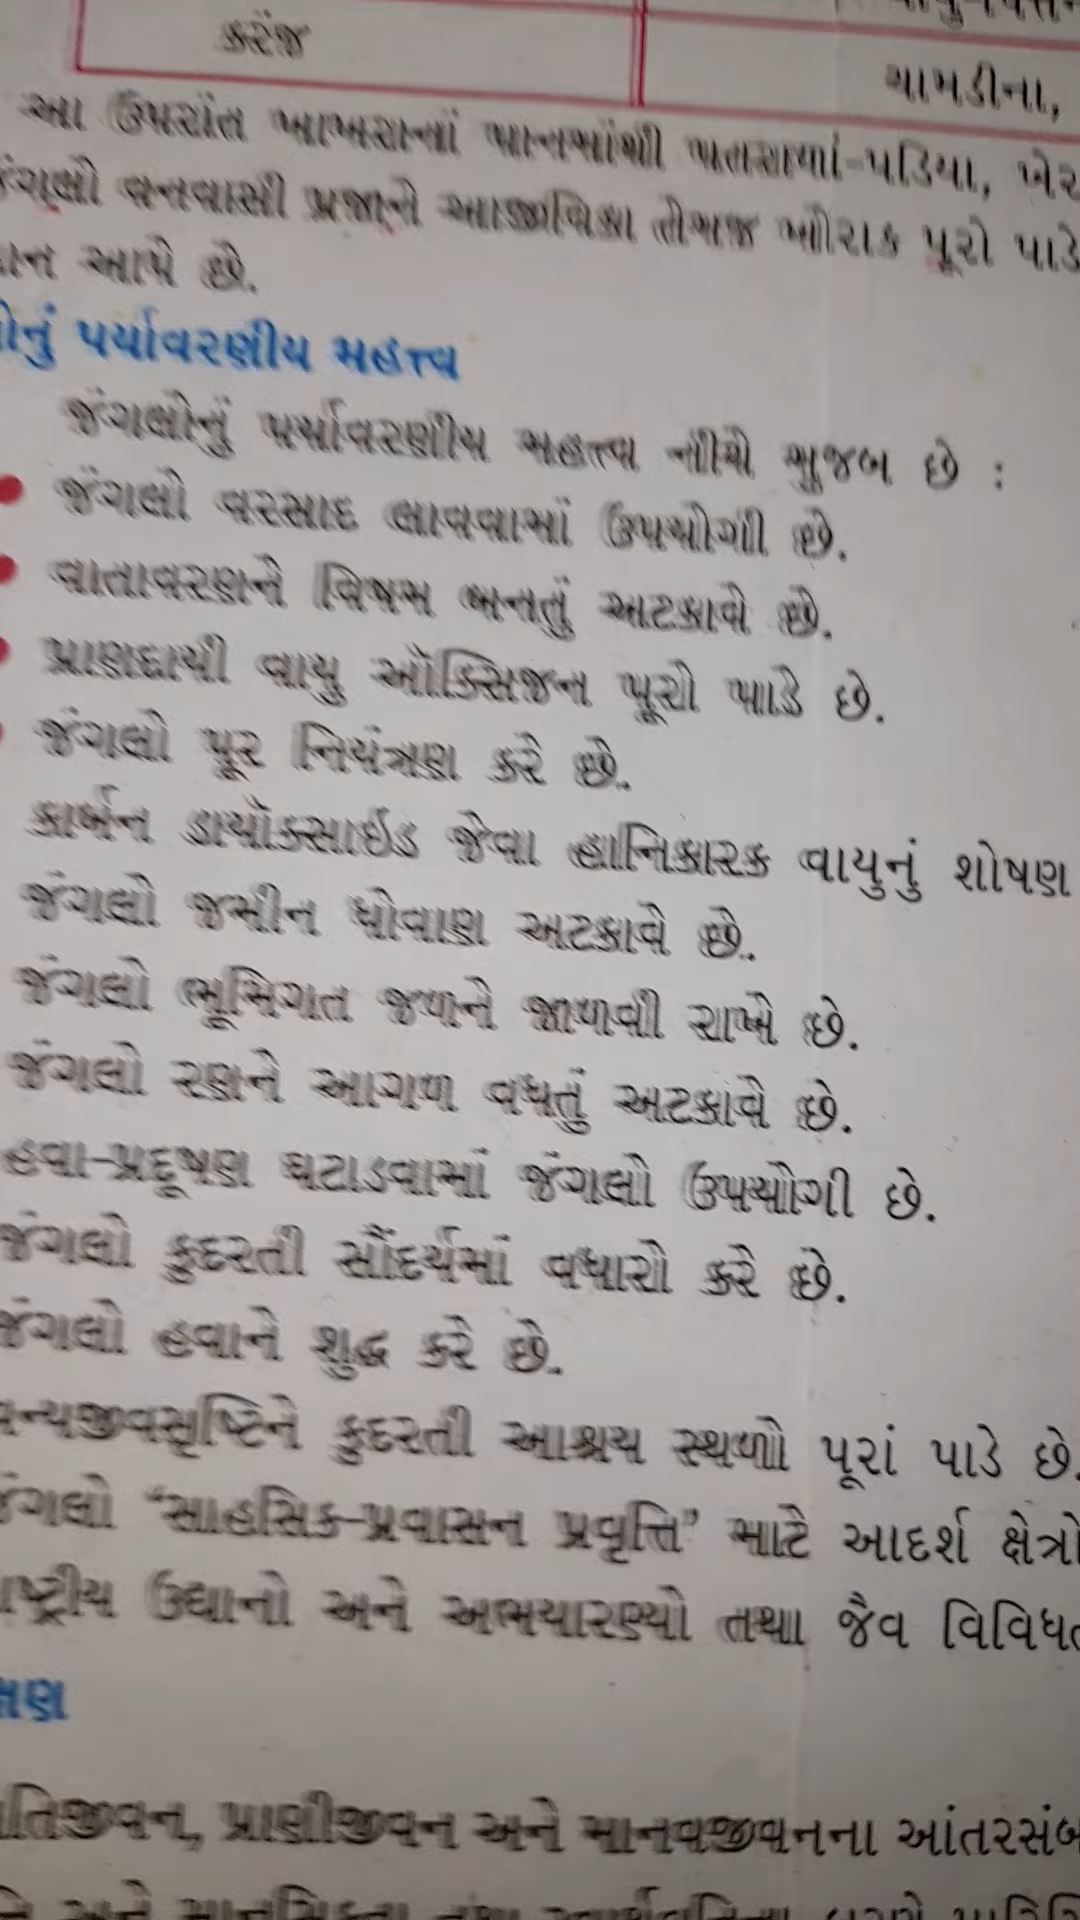 કરંજ
ચામડીના,
આ ઉપરાંત ખાખરાનાં પાનમાંથી પતરાળાં-પડિયા, ખેર
જંગલો વનવાસી પ્રજાને આજીવિકા તેમજ ખોરાક પૂરો પાડે
આપે છે.
પર્યાવરણીય મહત્ત્વ
જંગલોનું પર્યાવરણીય મહત્ત્વ નીચે મુજબ છે :
જંગલો વરસાદ લાવવામાં ઉપયોગી છે.
વાતાવરણને વિષમ બનતું અટકાવે છે.
પ્રાણદાયી વાયુ ઑક્સિજન પૂરો પાડે છે.
જંગલો પૂર નિયંત્રણ કરે છે.
કાર્બન ડાયૉક્સાઇડ જેવા હાનિકારક વાયુનું શોષણ
જંગલો જમીન ધોવાણ અટકાવે છે.
જંગલો ભૂમિગત જળને જાળવી રાખે છે.
જંગલો રણને આગળ વધતું અટકાવે છે.
હવા-પ્રદૂષણ ઘટાડવામાં જંગલો ઉપયોગી છે.
જંગલો કુદરતી સૌંદર્યમાં વધારો કરે છે.
જંગલો હવાને શુદ્ધ કરે છે.
વન્યજીવસૃષ્ટિને કુદરતી આશ્રય સ્થળો પૂરાં પાડે છે.
જંગલો “સાહસિક-પ્રવાસન પ્રવૃત્તિ” માટે આદર્શ ક્ષેત્રો
રાષ્ટ્રીય ઉદ્યાનો અને અભયારણ્યો તથા જૈવ
પ્રાણીજીવન અને માનવજીવનના